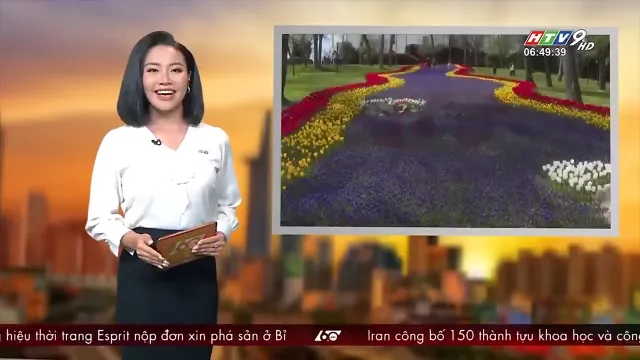 HTV9 HD
06:49:39
hiệu thời trang Esprit nộp đơn xin phá sản ở Bỉ
60
Iran công bố 150 thành tựu khoa học và côn